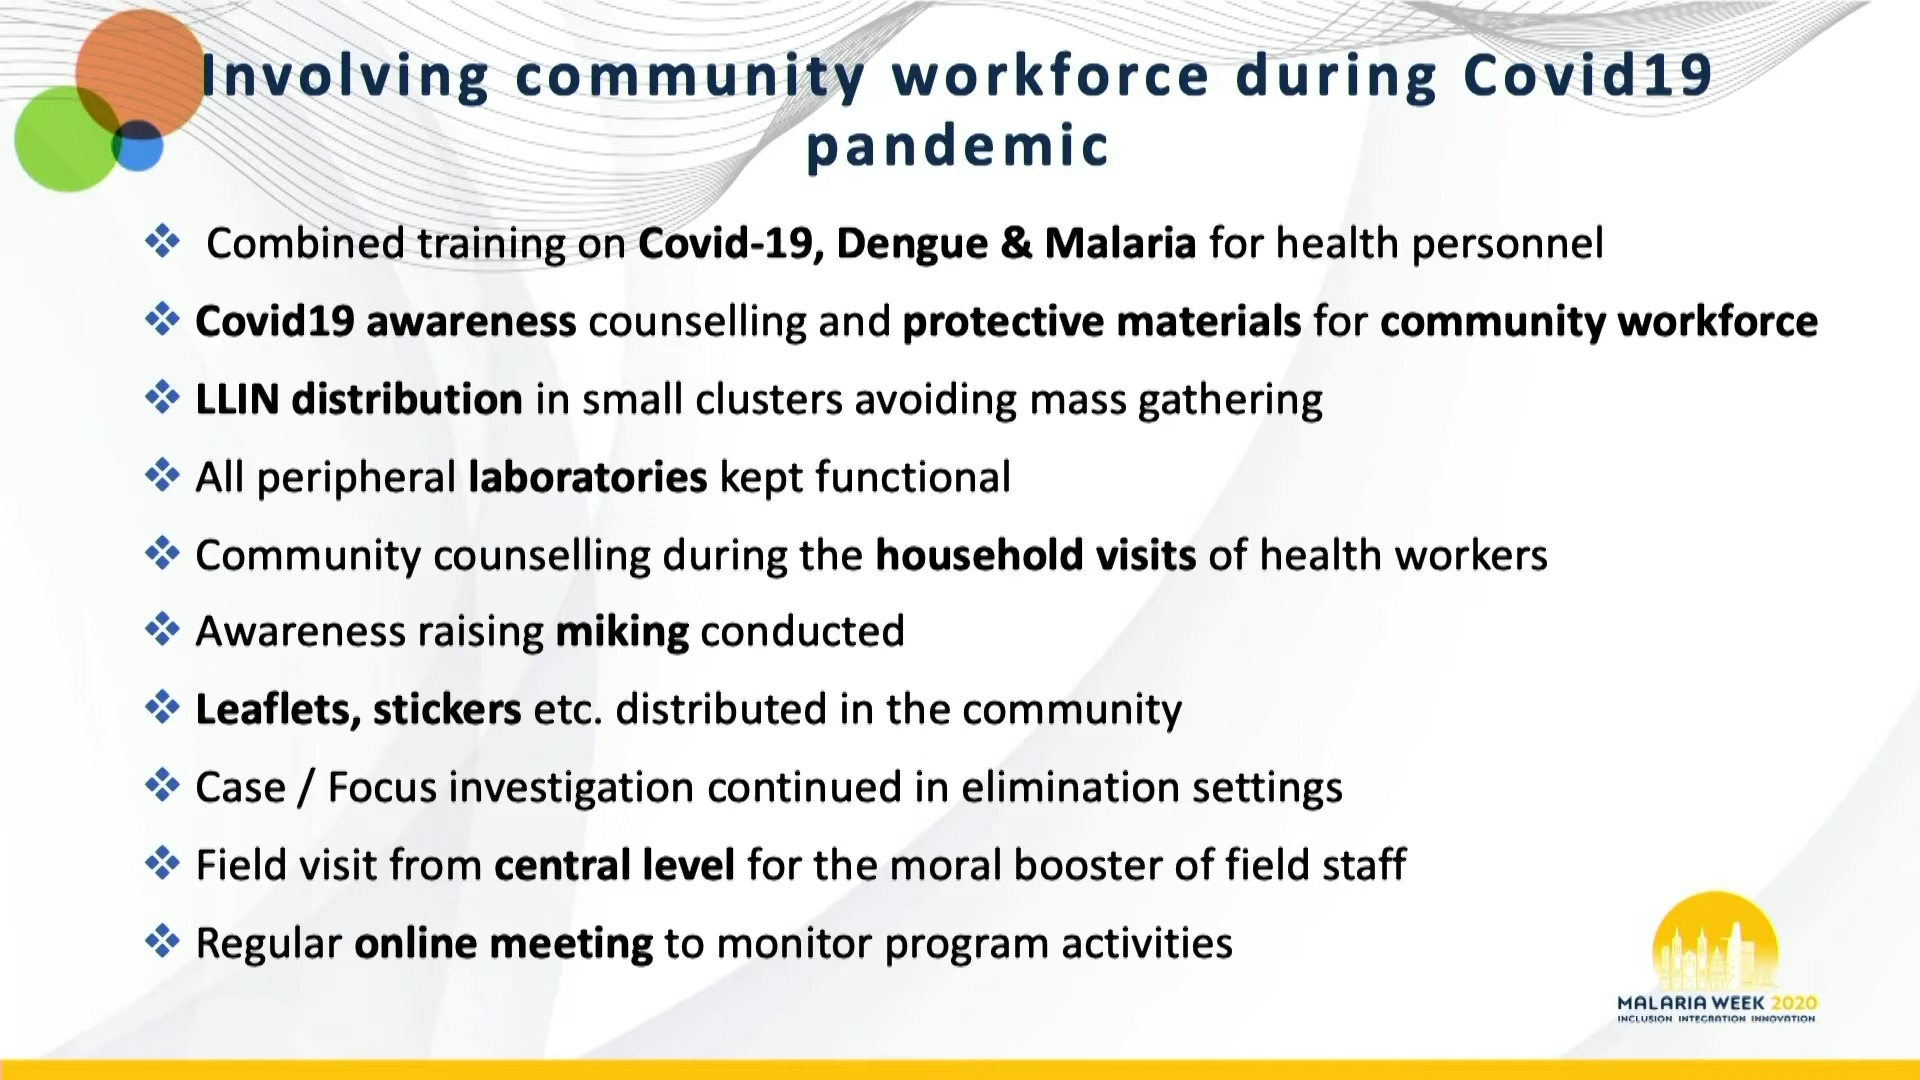 Involving community workforce during Covid19
pandemic
Combined training on Covid-19, Dengue & Malaria for health personnel
Covid19 awareness counselling and protective materials for community workforce
LLIN distribution in small clusters avoiding mass gathering
All peripheral laboratories kept functional
Community counselling during the household visits of health workers
Awareness raising miking conducted
Leaflets, stickers etc. distributed in the community
Case / Focus investigation continued in elimination settings
Field visit from central level for the moral booster of field staff
Regular online meeting to monitor program activities
MALARIA WEEK 2020
INCLUSION INTEGRATION INNOVATION